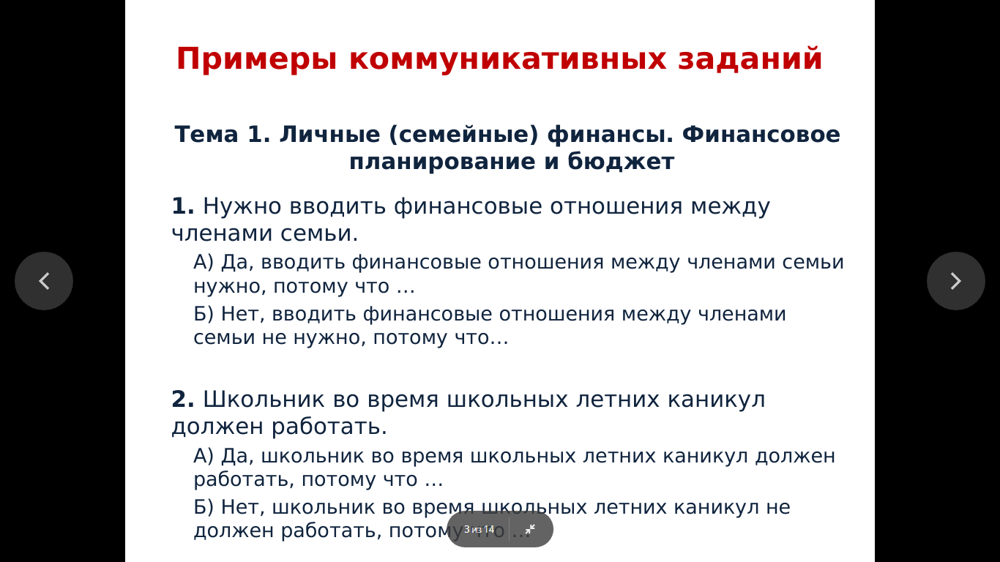 Примеры коммуникативных заданий
Тема 1. Личные (семейные) финансы. Финансовое
планирование и бюджет
1. Нужно вводить финансовые отношения между
членами семьи.
А) Да, вводить финансовые отношения между членами семьи
нужно, потому что …
Б) Нет, вводить финансовые отношения между членами
семьи не нужно, потому что…
2. Школьник во время школьных летних каникул
должен работать.
А) Да, школьник во время школьных летних каникул должен
работать, потому что …
Б) Нет, школьник во время школьных летних каникул не
должен работать, потому что …
3 из 14